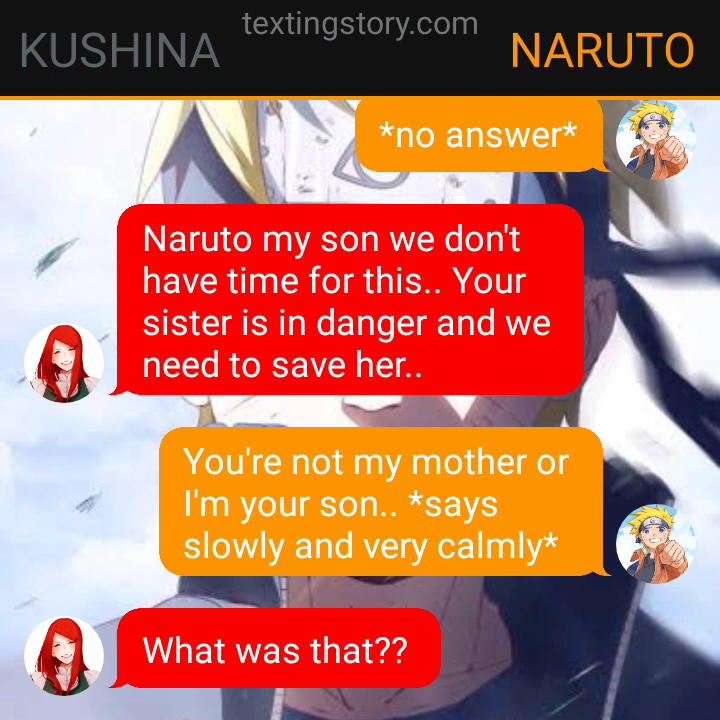 textingstory.com
KUSHINA
NARUTO
*no answer*
Naruto my son we don't
have time for this.. Your
sister is in danger and we
need to save her..
You're not my mother or
I'm your son.. *says
slowly and very calmly*
What was that??